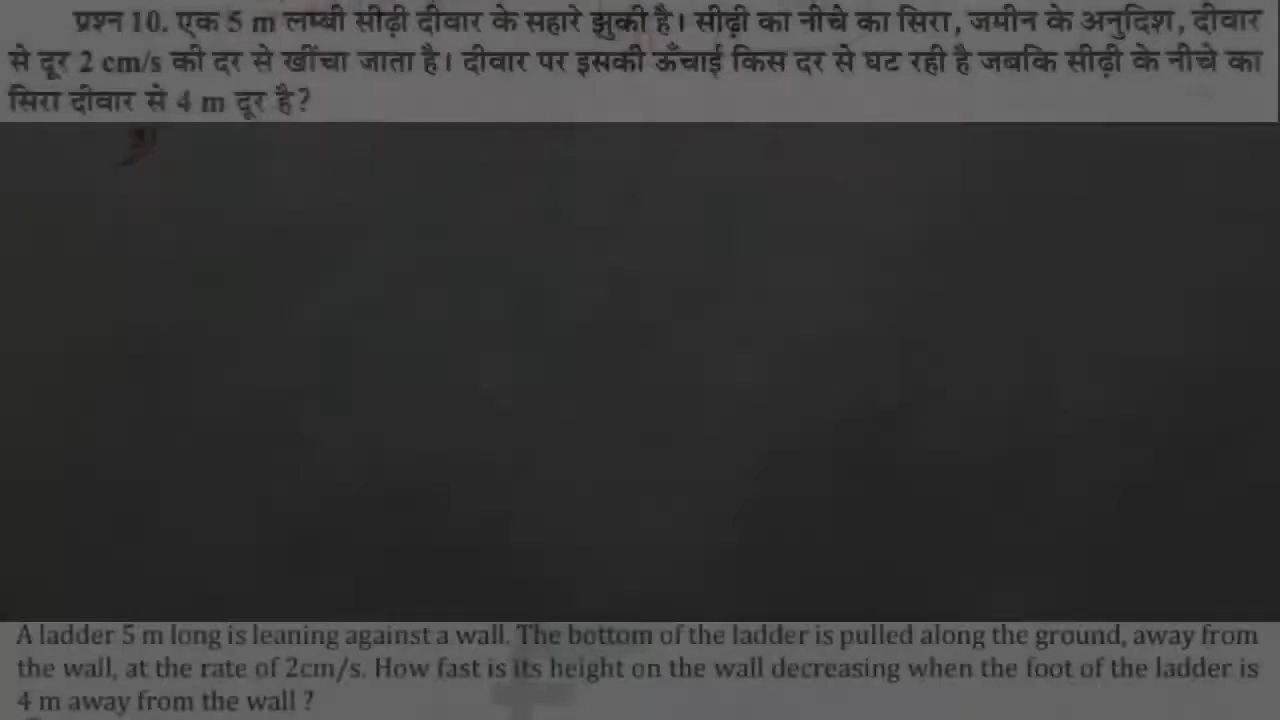 प्रश्न 10. एक 5 m लम्बी सीढ़ी दीवार के सहारे झुकी है। सीढ़ी का नीचे का सिरा, जमीन के अनुदिश, दीवार
से दूर 2 cm/s की दर से खींचा जाता है। दीवार पर इसकी ऊँचाई किस दर से घट रही है जबकि सीढ़ी के नीचे का
सिरा दीवार से 4 m दूर है?
A ladder 5 m long is leaning against a wall. The bottom of the ladder is pulled along the ground, away from
the wall, at the rate of 2cm/s. How fast is its height on the wall decreasing when the foot of the ladder is
4 m away from the wall ?